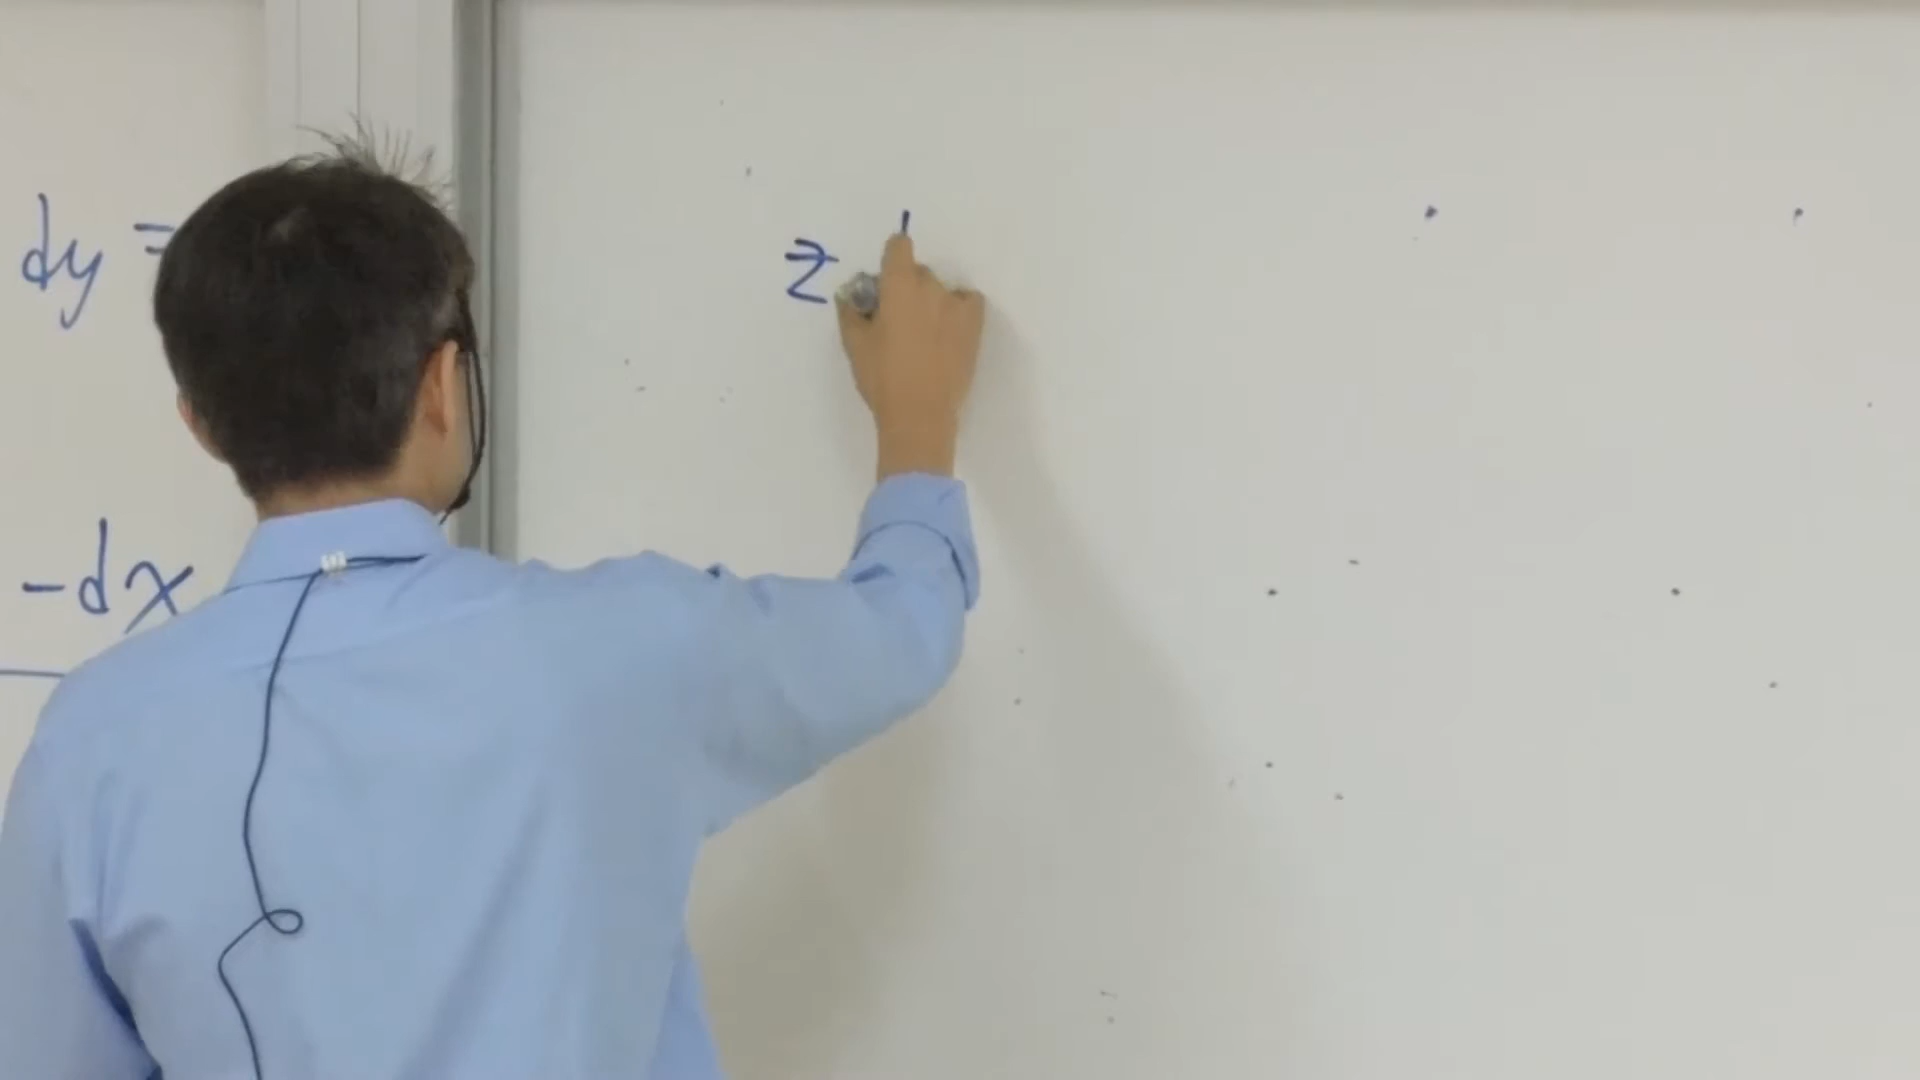 dy =
-dx
z